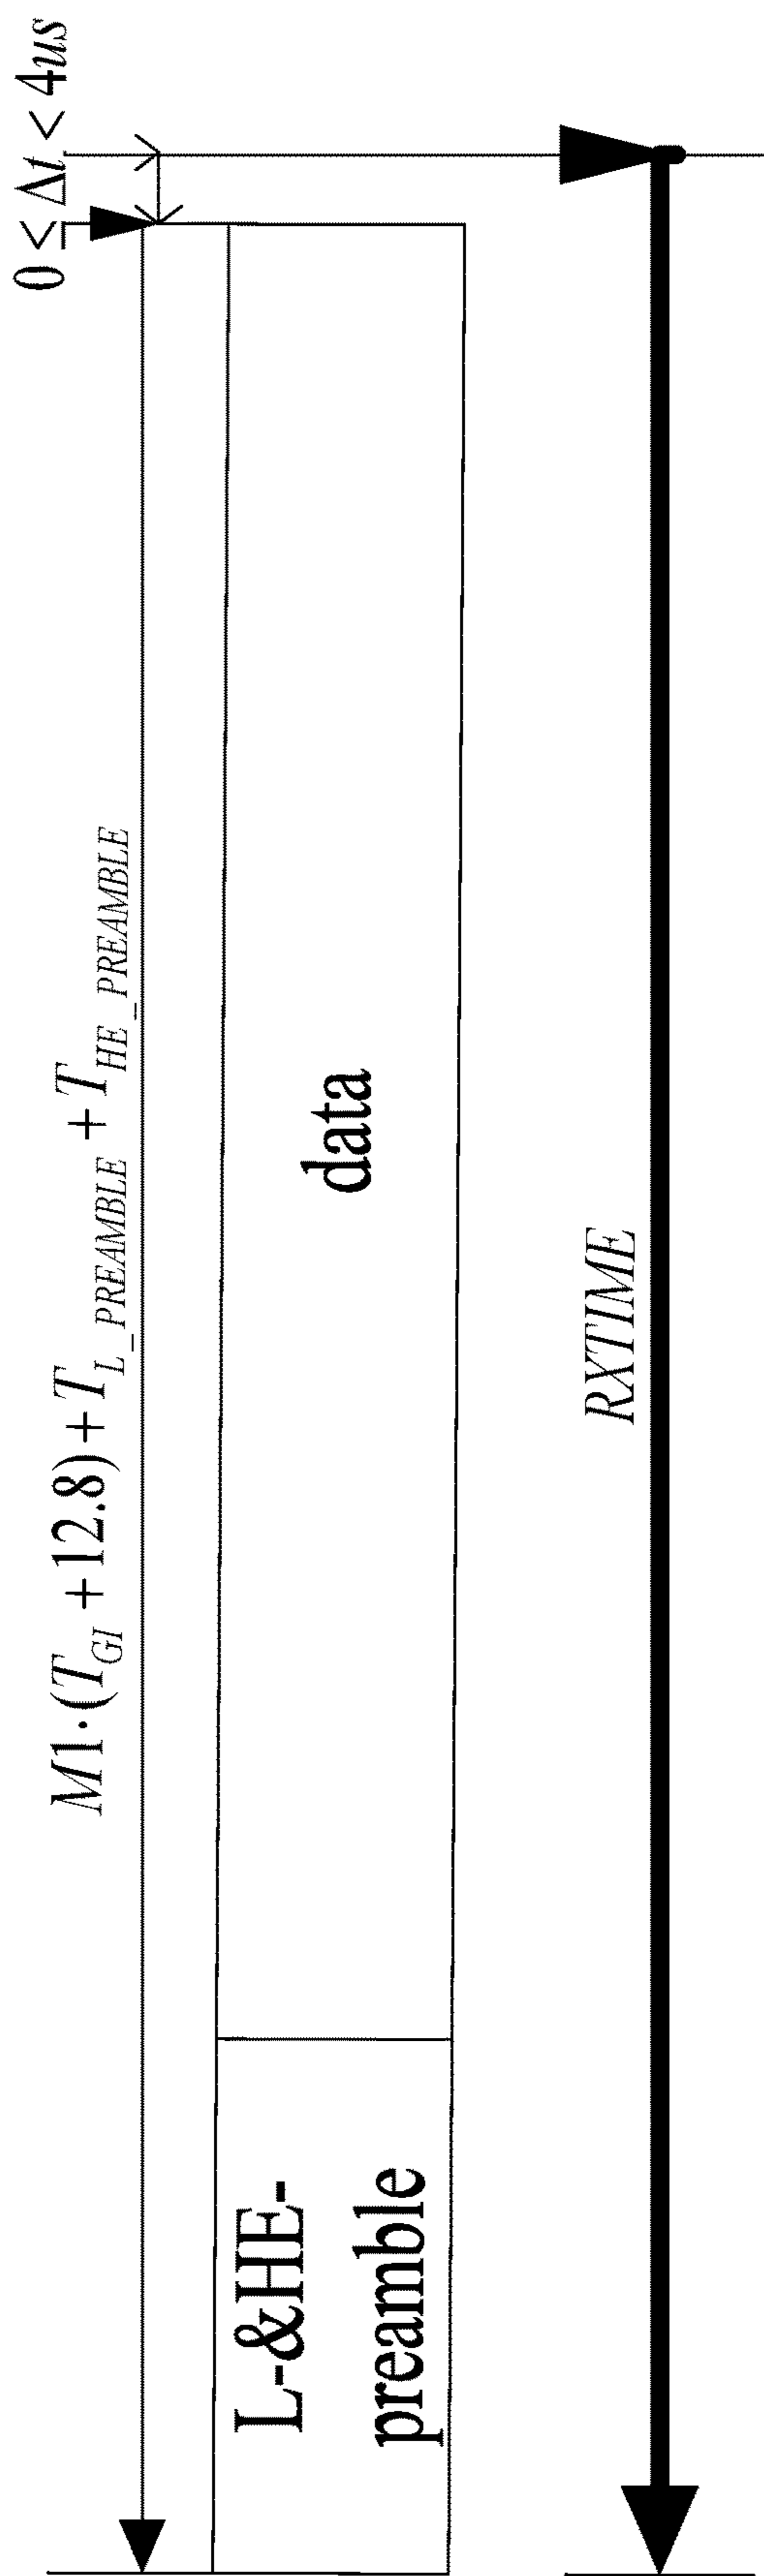 M1·(T_GI +12.8)+T_L_PREAMBLE +T_HE_PREAMBLE
0≤Δt<4us
L-&HE-
preamble
data
RXTIME